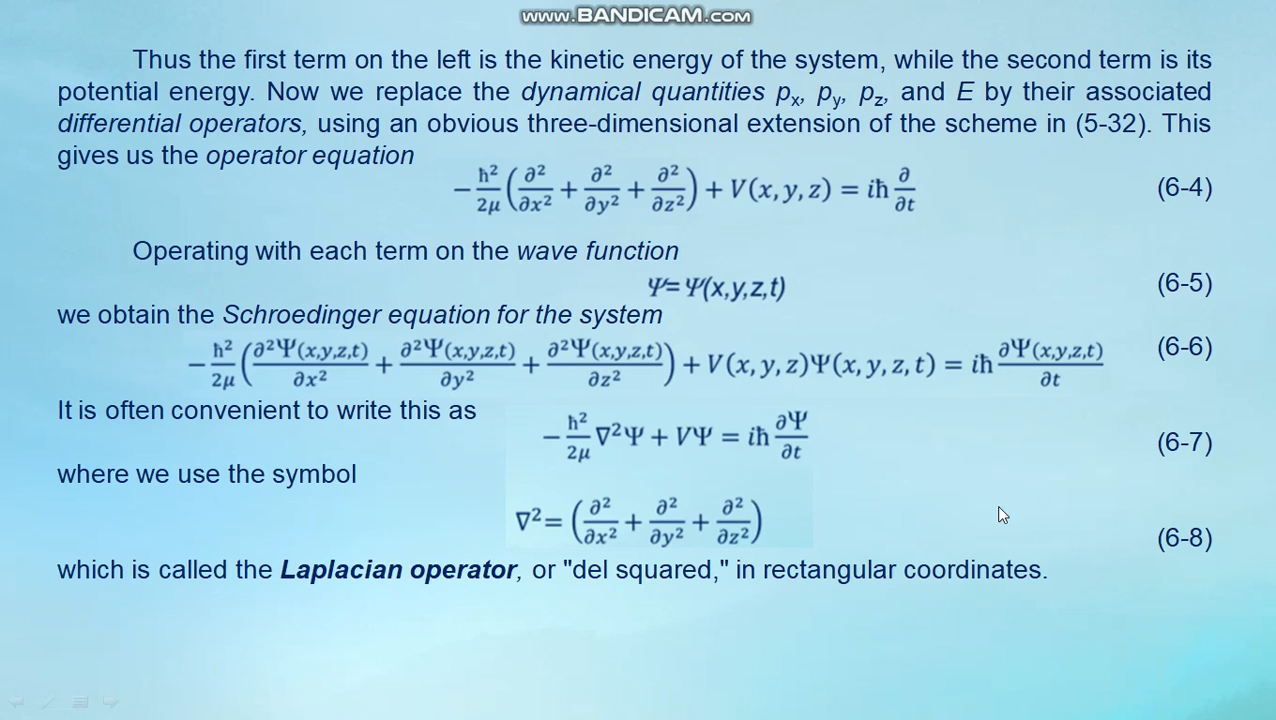 www.BANDICAM.com
Thus the first term on the left is the kinetic energy of the system, while the second term is its
potential energy. Now we replace the dynamical quantities pₓ, p_y, p_z, and E by their associated
differential operators, using an obvious three-dimensional extension of the scheme in (5-32). This
gives us the operator equation
−ħ²/2μ (∂²/∂x² + ∂²/∂y² + ∂²/∂z²) + V(x, y, z) = iħ ∂/∂t (6-4)
Operating with each term on the wave function
Ψ= Ψ(x,y,z,t) (6-5)
we obtain the Schroedinger equation for the system
−ħ²/2μ (∂²Ψ(x,y,z,t)/∂x² + ∂²Ψ(x,y,z,t)/∂y² + ∂²Ψ(x,y,z,t)/∂z²) + V(x, y, z)Ψ(x, y, z, t) = iħ ∂Ψ(x,y,z,t)/∂t (6-6)
It is often convenient to write this as
−ħ²/2μ ∇²Ψ + VΨ = iħ ∂Ψ/∂t (6-7)
where we use the symbol
∇²= (∂²/∂x² + ∂²/∂y² + ∂²/∂z²) (6-8)
which is called the Laplacian operator, or "del squared," in rectangular coordinates.